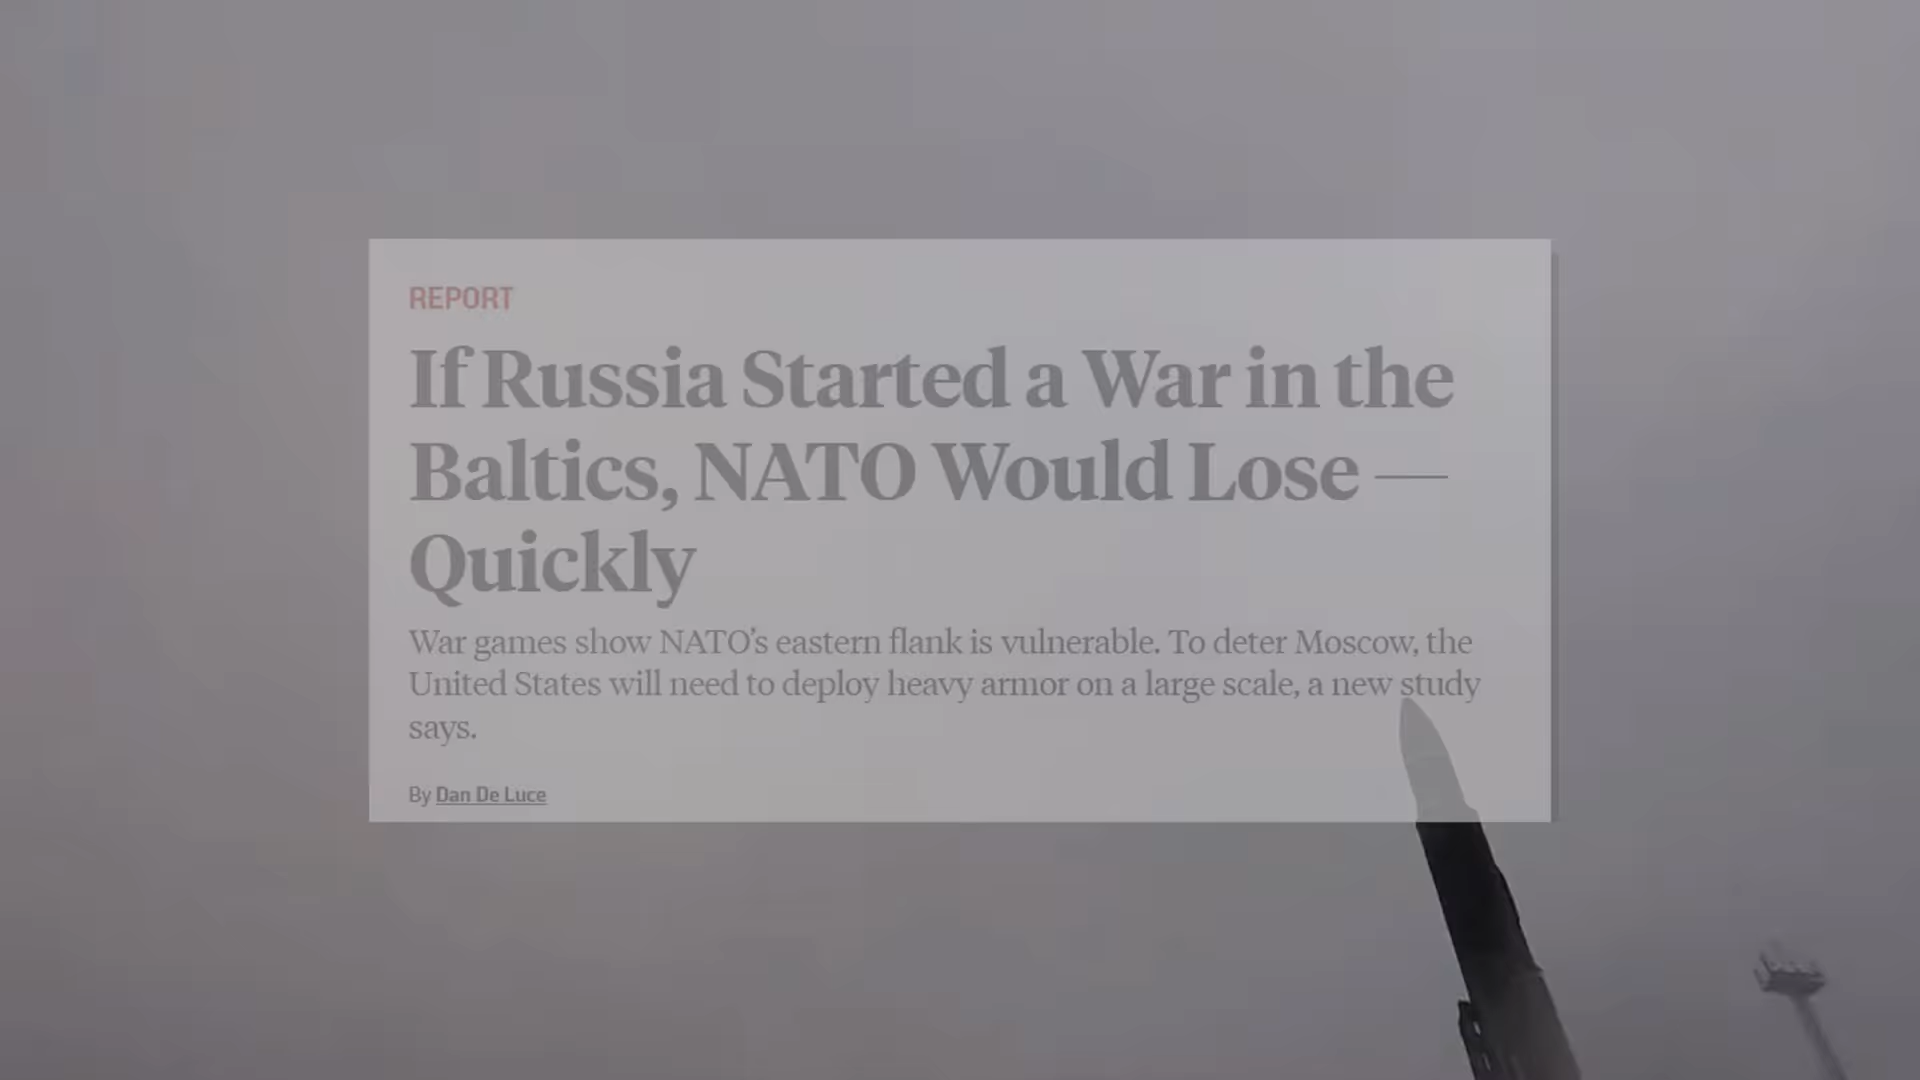 REPORT
If Russia Started a War in the
Baltics, NATO Would Lose —
Quickly
War games show NATO’s eastern flank is vulnerable. To deter Moscow, the
United States will need to deploy heavy armor on a large scale, a new study
says.
By Dan De Luce